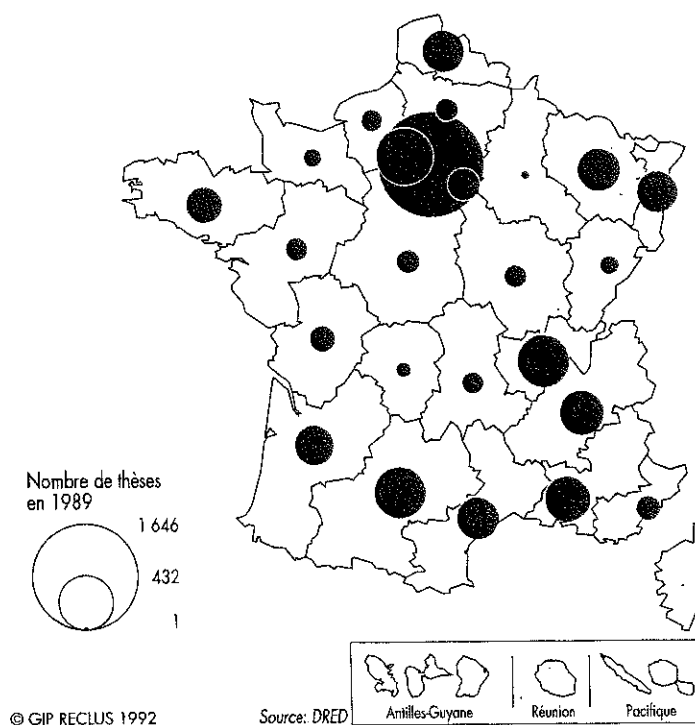 Nombre de thèses
en 1989
1 646
432
1
Antilles-Guyane
Réunion
Pacifique
© GIP RECLUS 1992
Source: DRED